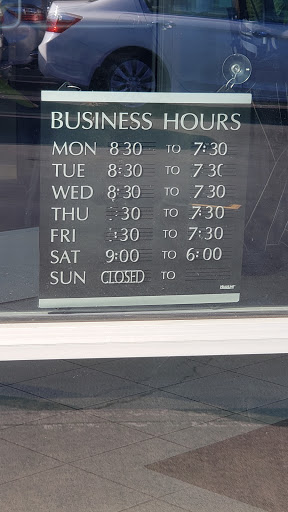 BUSINESS HOURS
MON 8 30 TO 7:30
TUE 8:30 TO 7 30
WED 8:30 TO 7 30
THU :30 TO 7:30
FRI :30 TO 7:30
SAT 9:00 TO 6:00
SUN CLOSED TO